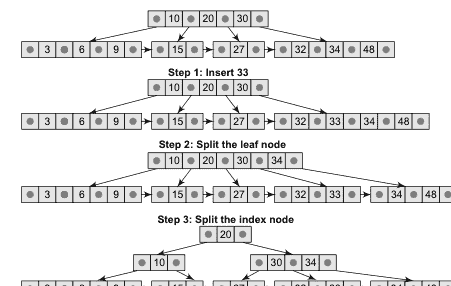 10 20 30
3 6 9 15 27 32 34 48
Step 1: Insert 33
10 20 30
3 6 9 15 27 32 33 34 48
Step 2: Split the leaf node
10 20 30 34
3 6 9 15 27 32 33 34 48
Step 3: Split the index node
20
10 30 34